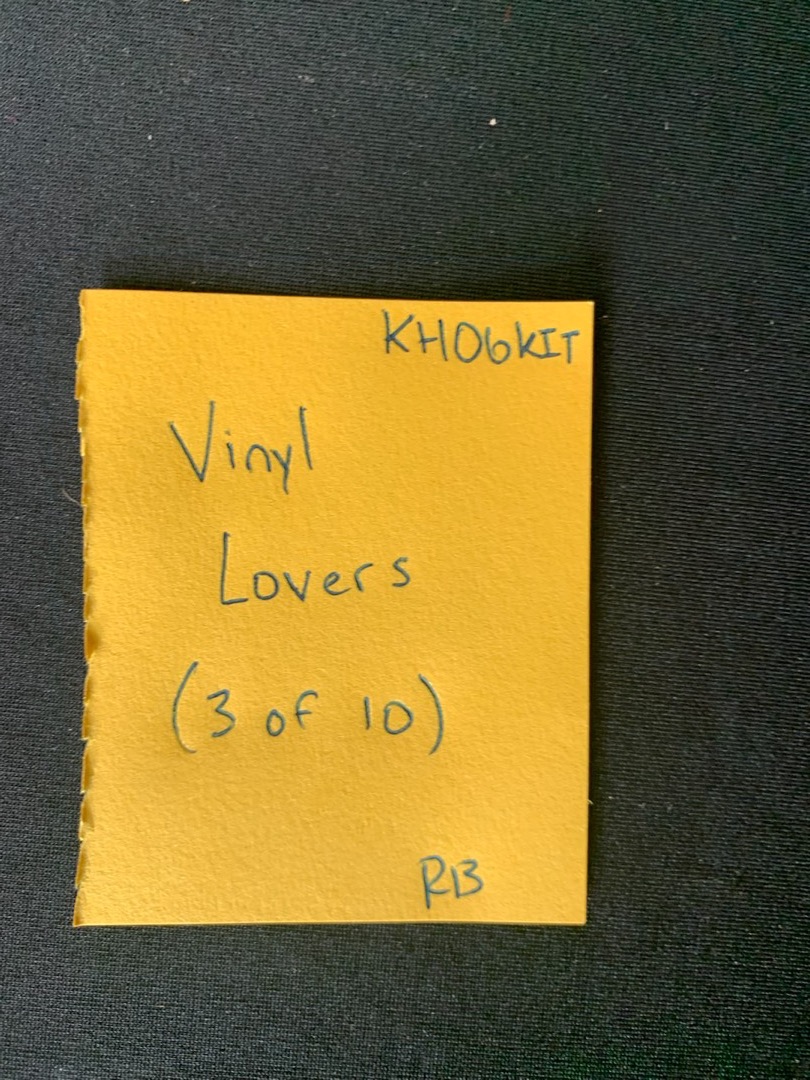 KH06KIT
Vinyl
Lovers
(3 of 10)
RB